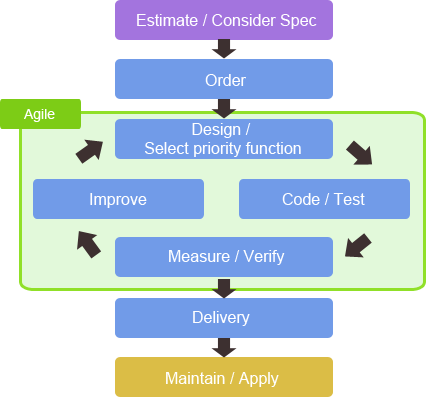 Estimate / Consider Spec
Order
Agile
Design /
Select priority function
Improve
Code / Test
Measure / Verify
Delivery
Maintain / Apply